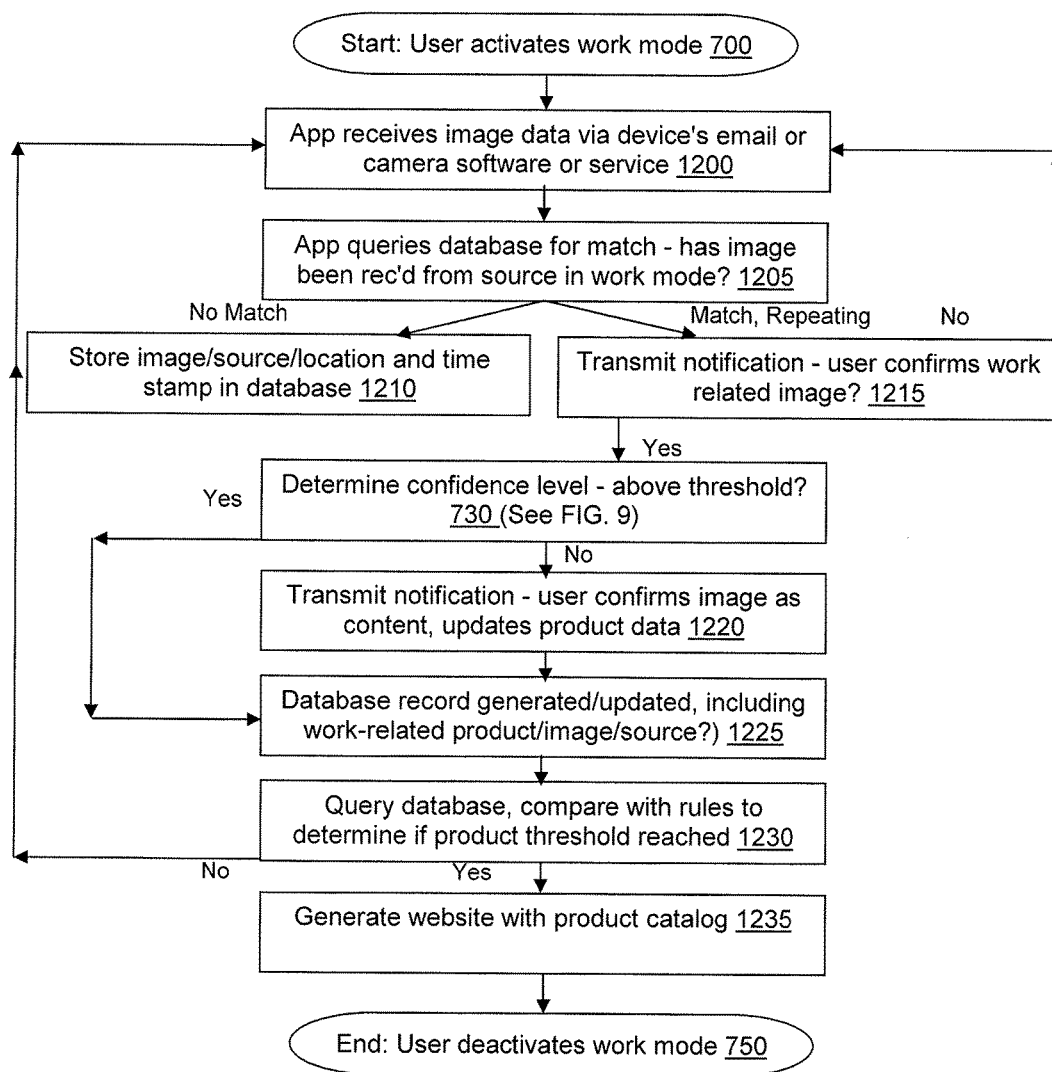 Start: User activates work mode 700
App receives image data via device's email or
camera software or service 1200
App queries database for match - has image
been rec'd from source in work mode? 1205
No Match
Match, Repeating
No
Store image/source/location and time
stamp in database 1210
Transmit notification - user confirms work
related image? 1215
Yes
Yes
Determine confidence level - above threshold?
730 (See FIG. 9)
No
Transmit notification - user confirms image as
content, updates product data 1220
Database record generated/updated, including
work-related product/image/source?) 1225
Query database, compare with rules to
determine if product threshold reached 1230
No
Yes
Generate website with product catalog 1235
End: User deactivates work mode 750